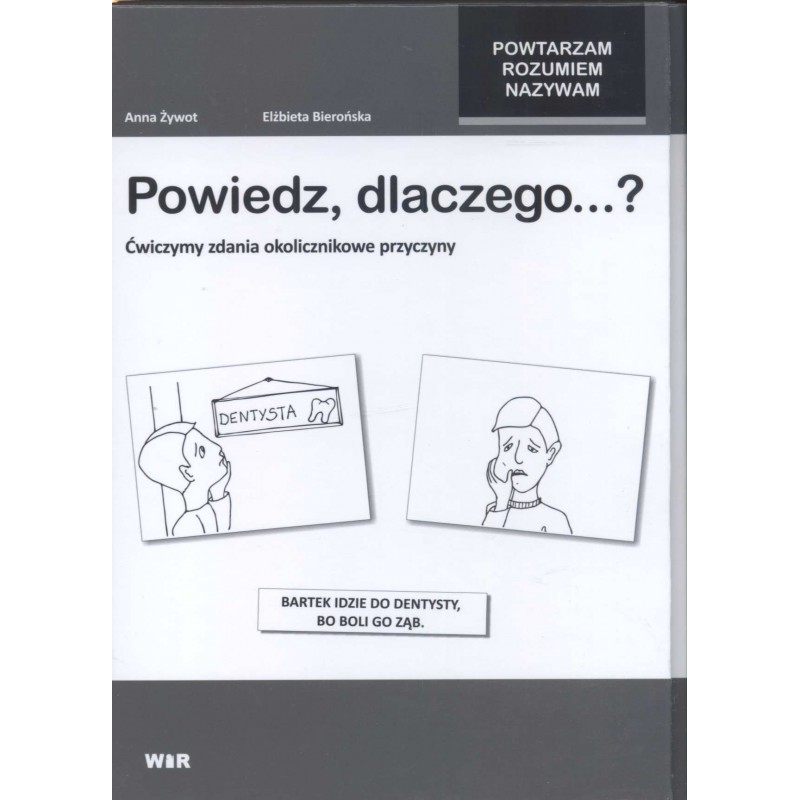 POWTARZAM
ROZUMIEM
NAZYWAM
Anna Żywot Elżbieta Bierońska
Powiedz, dlaczego...?
Ćwiczymy zdania okolicznikowe przyczyny
DENTYSTA
BARTEK IDZIE DO DENTYSTY,
BO BOLI GO ZĄB.
WiR